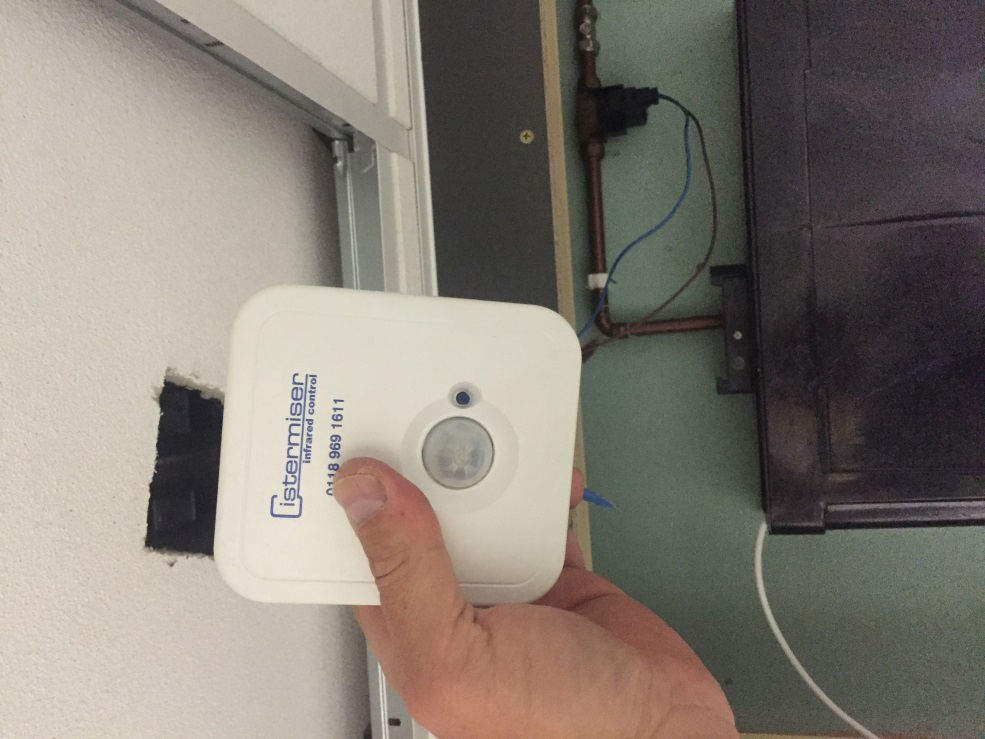 Cistermiser
infrared control
0118 969 1611